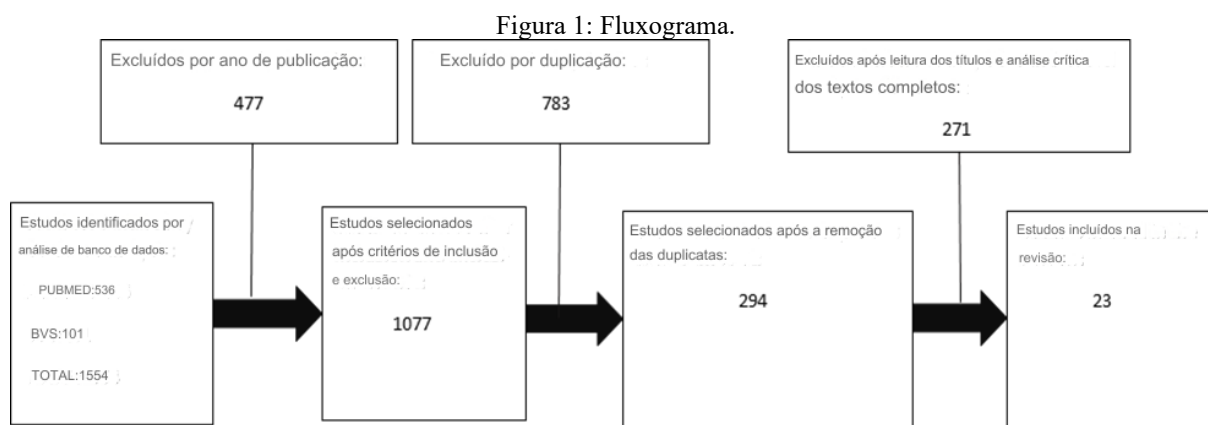 Figura 1: Fluxograma.
Excluídos por ano de publicação:
477
Excluído por duplicação:
783
Excluídos após leitura dos títulos e análise crítica
dos textos completos:
271
Estudos identificados por
análise de banco de dados:
PUBMED:536
BVS:101
TOTAL:1554
Estudos selecionados
após critérios de inclusão
e exclusão:
1077
Estudos selecionados após a remoção
das duplicatas:
294
Estudos incluídos na
revisão:
23